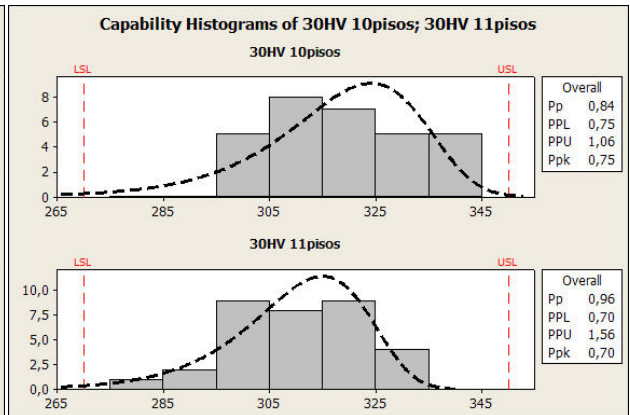 Capability Histograms of 30HV 10pisos; 30HV 11pisos
30HV 10pisos
LSL USL
8
6
4
2
0
265 285 305 325 345
Overall
Pp 0,84
PPL 0,75
PPU 1,06
Ppk 0,75
30HV 11pisos
LSL USL
10,0
7,5
5,0
2,5
0,0
265 285 305 325 345
Overall
Pp 0,96
PPL 0,70
PPU 1,56
Ppk 0,70